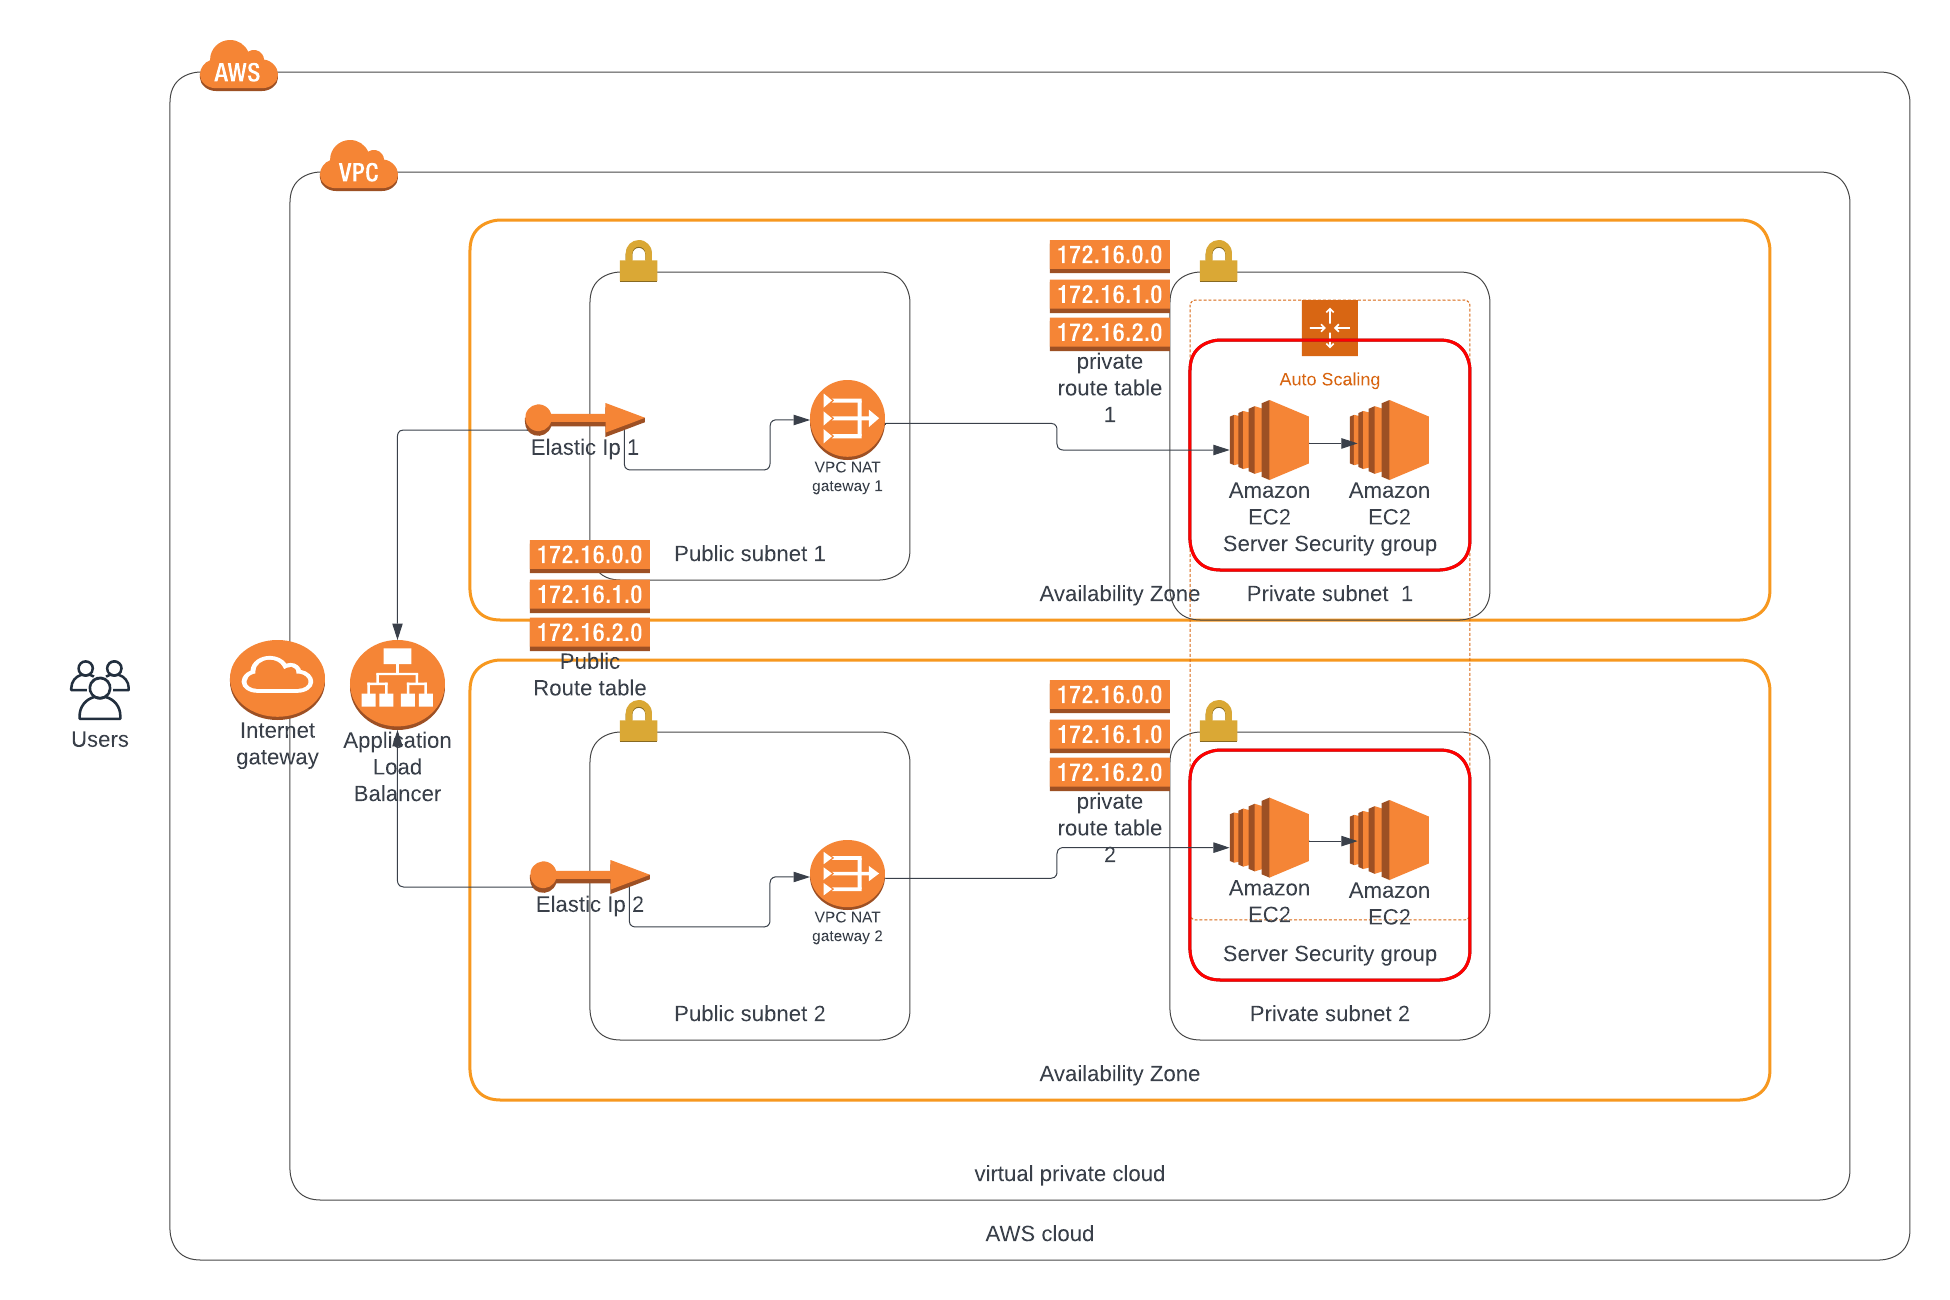 AWS
VPC
172.16.0.0
172.16.1.0
172.16.2.0
private
route table
1
Auto Scaling
Elastic Ip 1
VPC NAT
gateway 1
Amazon
EC2
Amazon
EC2
Server Security group
Public subnet 1
172.16.0.0
172.16.1.0
172.16.2.0
Public
Route table
Availability Zone
Private subnet  1
Users
Internet
gateway
Application
Load
Balancer
172.16.0.0
172.16.1.0
172.16.2.0
private
route table
2
Elastic Ip 2
VPC NAT
gateway 2
Amazon
EC2
Amazon
EC2
Server Security group
Public subnet 2
Private subnet 2
Availability Zone
virtual private cloud
AWS cloud